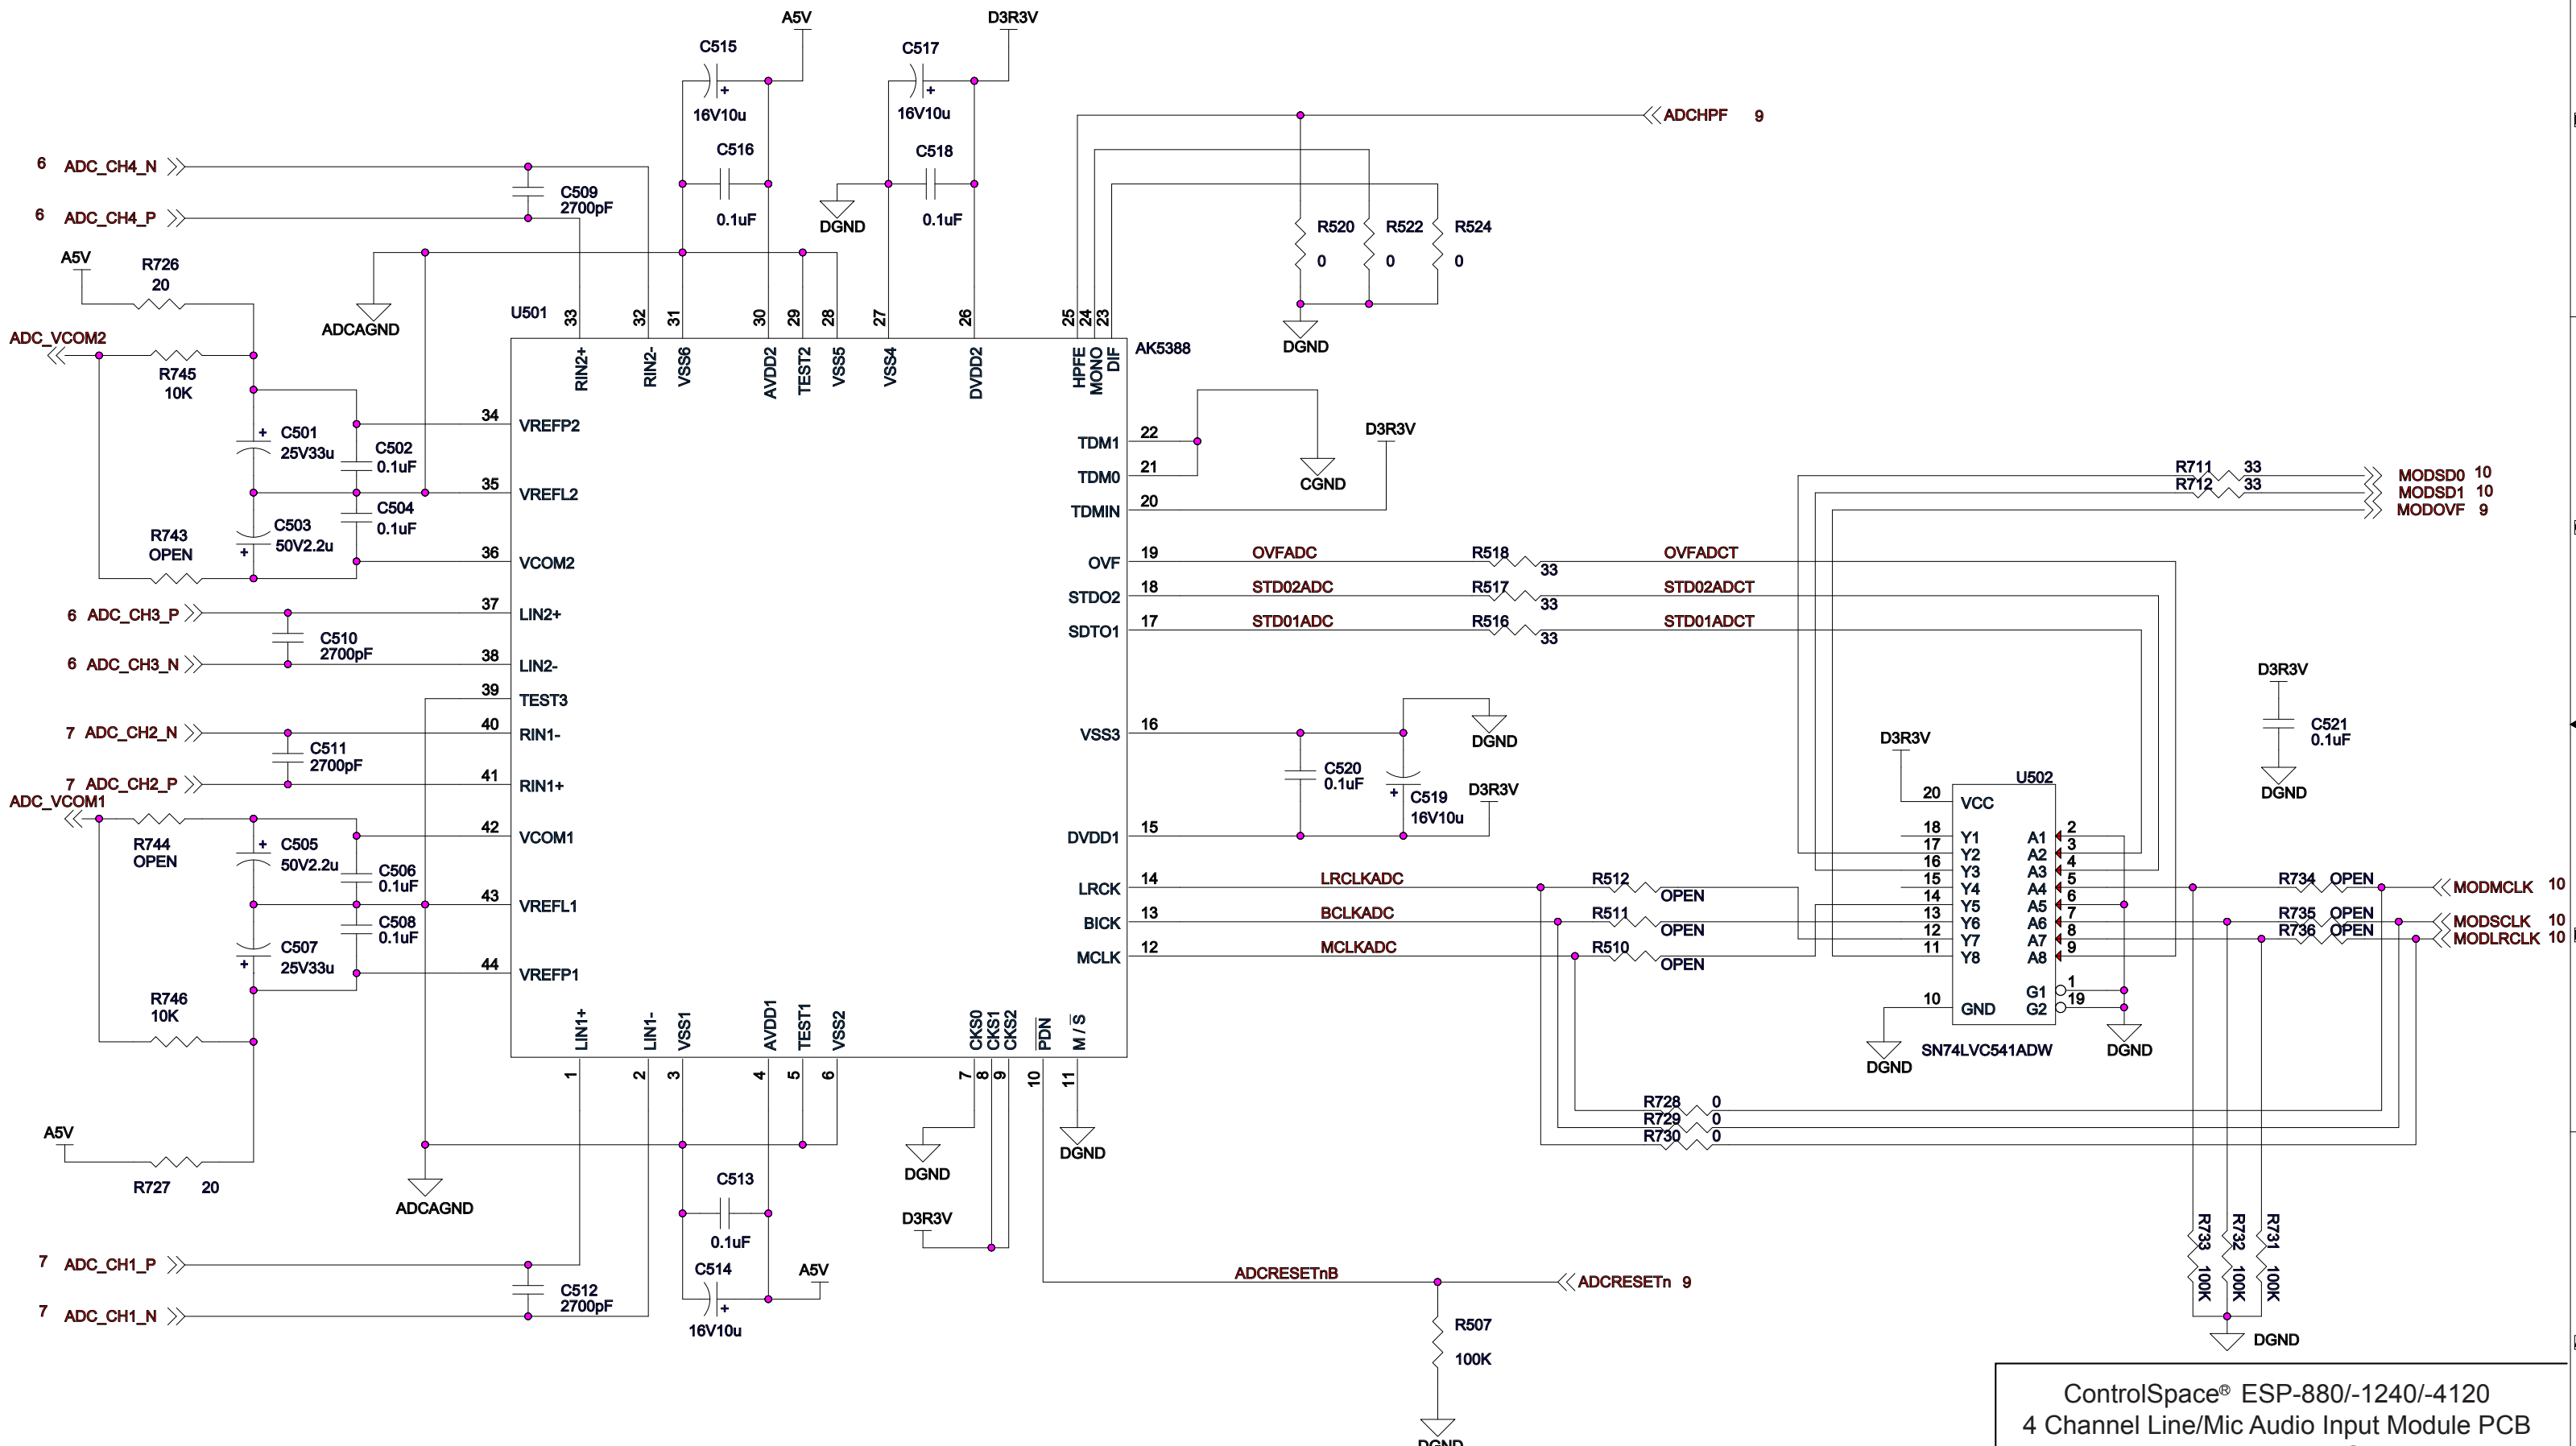 A5V
D3R3V
C515
16V10u
C517
16V10u
C516
0.1uF
C518
0.1uF
DGND
ADCHPF 9
6 ADC_CH4_N
6 ADC_CH4_P
C509
2700pF
R520
0
R522
0
R524
0
DGND
A5V
R726
20
ADCAGND
ADC_VCOM2
R745
10K
U501
33
32
31
30
29
28
27
26
25
24
23
AK5388
RIN2+
RIN2-
VSS6
AVDD2
TEST2
VSS5
VSS4
DVDD2
HPFE
MONO
DIF
34 VREFP2
C501
25V33u
C502
0.1uF
35 VREFL2
C503
50V2.2u
C504
0.1uF
R743
OPEN
36 VCOM2
6 ADC_CH3_P
37 LIN2+
C510
2700pF
6 ADC_CH3_N
38 LIN2-
39 TEST3
7 ADC_CH2_N
40 RIN1-
C511
2700pF
7 ADC_CH2_P
41 RIN1+
ADC_VCOM1
R744
OPEN
C505
50V2.2u
42 VCOM1
C506
0.1uF
43 VREFL1
C508
0.1uF
C507
25V33u
44 VREFP1
R746
10K
A5V
R727 20
ADCAGND
TDM1 22
TDM0 21
CGND
TDMIN 20
D3R3V
OVF 19 OVFADC R518 33 OVFADCT
STDO2 18 STD02ADC R517 33 STD02ADCT
SDTO1 17 STD01ADC R516 33 STD01ADCT
R711 33 MODSD0 10
R712 33 MODSD1 10
MODOVF 9
VSS3 16
DGND
C520
0.1uF
C519
16V10u
D3R3V
DVDD1 15
LRCK 14 LRCLKADC R512 OPEN
BICK 13 BCLKADC R511 OPEN
MCLK 12 MCLKADC R510 OPEN
D3R3V
C521
0.1uF
DGND
D3R3V
U502
20 VCC
18 Y1 A1 2
17 Y2 A2 3
16 Y3 A3 4
15 Y4 A4 5
14 Y5 A5 6
13 Y6 A6 7
12 Y7 A7 8
11 Y8 A8 9
G1 1
10 GND G2 19
DGND
SN74LVC541ADW
DGND
R734 OPEN MODMCLK 10
R735 OPEN MODSCLK 10
R736 OPEN MODLRCLK 10
R728 0
R729 0
R730 0
R733 100K
R732 100K
R731 100K
DGND
LIN1+
LIN1-
VSS1
AVDD1
TEST1
VSS2
CKS0
CKS1
CKS2
PDN
M / S
1
2
3
4
5
6
7
8
9
10
11
DGND
DGND
C513
0.1uF
C514
16V10u
A5V
D3R3V
7 ADC_CH1_P
C512
2700pF
7 ADC_CH1_N
ADCRESETnB
ADCRESETn 9
R507
100K
DGND
ControlSpace® ESP-880/-1240/-4120
4 Channel Line/Mic Audio Input Module PCB